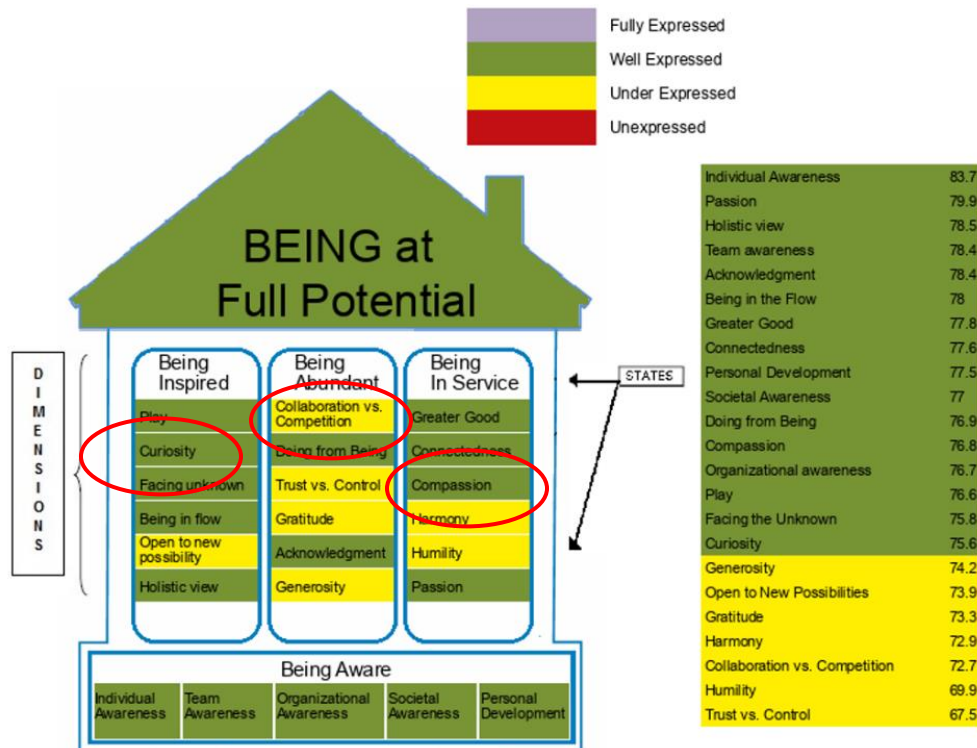 Fully Expressed
Well Expressed
Under Expressed
Unexpressed
BEING at
Full Potential
DIMENSIONS
STATES
Being
Inspired
Play
Curiosity
Facing unknown
Being in flow
Open to new
possibility
Holistic view
Being
Abundant
Collaboration vs.
Competition
Doing from Being
Trust vs. Control
Gratitude
Acknowledgment
Generosity
Being
In Service
Greater Good
Connectedness
Compassion
Harmony
Humility
Passion
Being Aware
Individual
Awareness
Team
Awareness
Organizational
Awareness
Societal
Awareness
Personal
Development
Individual Awareness 83.7
Passion 79.9
Holistic view 78.5
Team awareness 78.4
Acknowledgment 78.4
Being in the Flow 78
Greater Good 77.8
Connectedness 77.6
Personal Development 77.5
Societal Awareness 77
Doing from Being 76.9
Compassion 76.8
Organizational awareness 76.7
Play 76.6
Facing the Unknown 75.8
Curiosity 75.6
Generosity 74.2
Open to New Possibilities 73.9
Gratitude 73.3
Harmony 72.9
Collaboration vs. Competition 72.7
Humility 69.9
Trust vs. Control 67.5